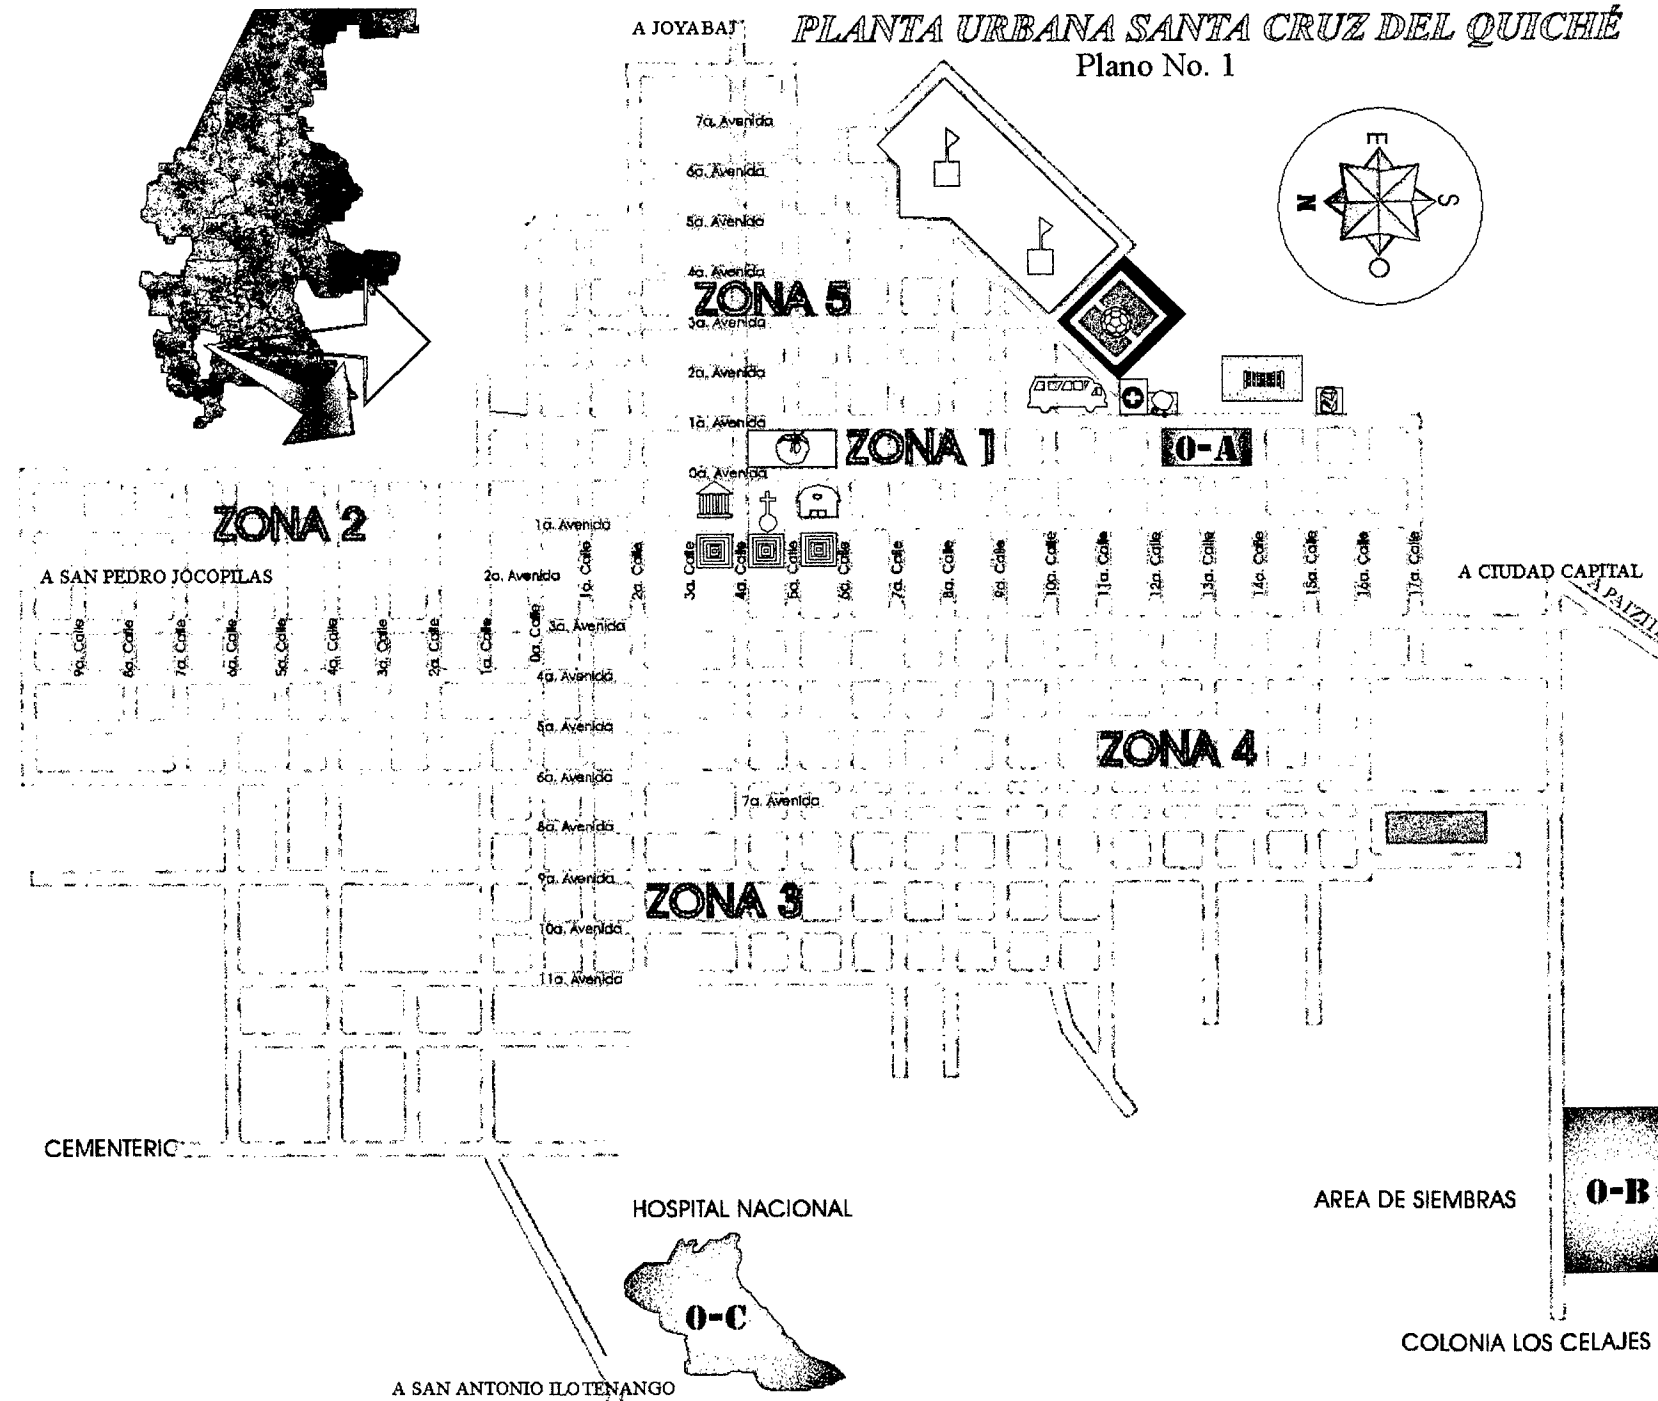 A JOYABAJ
PLANTA URBANA SANTA CRUZ DEL QUICHÉ
Plano No. 1
7a. Avenida
6a. Avenida
5a. Avenida
4a. Avenida
ZONA 5
3a. Avenida
2a. Avenida
1a. Avenida
0a. Avenida
E
N
S
O
ZONA 1
O-A
ZONA 2
1a. Avenida
A SAN PEDRO JOCOPILAS
2a. Avenida
1a. Calle
2a. Calle
3a. Calle
4a. Calle
5a. Calle
6a. Calle
7a. Calle
8a. Calle
9a. Calle
10a. Calle
11a. Calle
12a. Calle
13a. Calle
14a. Calle
15a. Calle
16a. Calle
17a. Calle
A CIUDAD CAPITAL
9a. Calle
8a. Calle
7a. Calle
6a. Calle
5a. Calle
4a. Calle
3a. Calle
2a. Calle
1a. Calle
0a. Calle
3a. Avenida
4a. Avenida
5a. Avenida
6a. Avenida
7a. Avenida
8a. Avenida
9a. Avenida
10a. Avenida
11a. Avenida
ZONA 4
ZONA 3
CEMENTERIO
HOSPITAL NACIONAL
O-C
AREA DE SIEMBRAS
O-B
COLONIA LOS CELAJES
A SAN ANTONIO ILOTENANGO